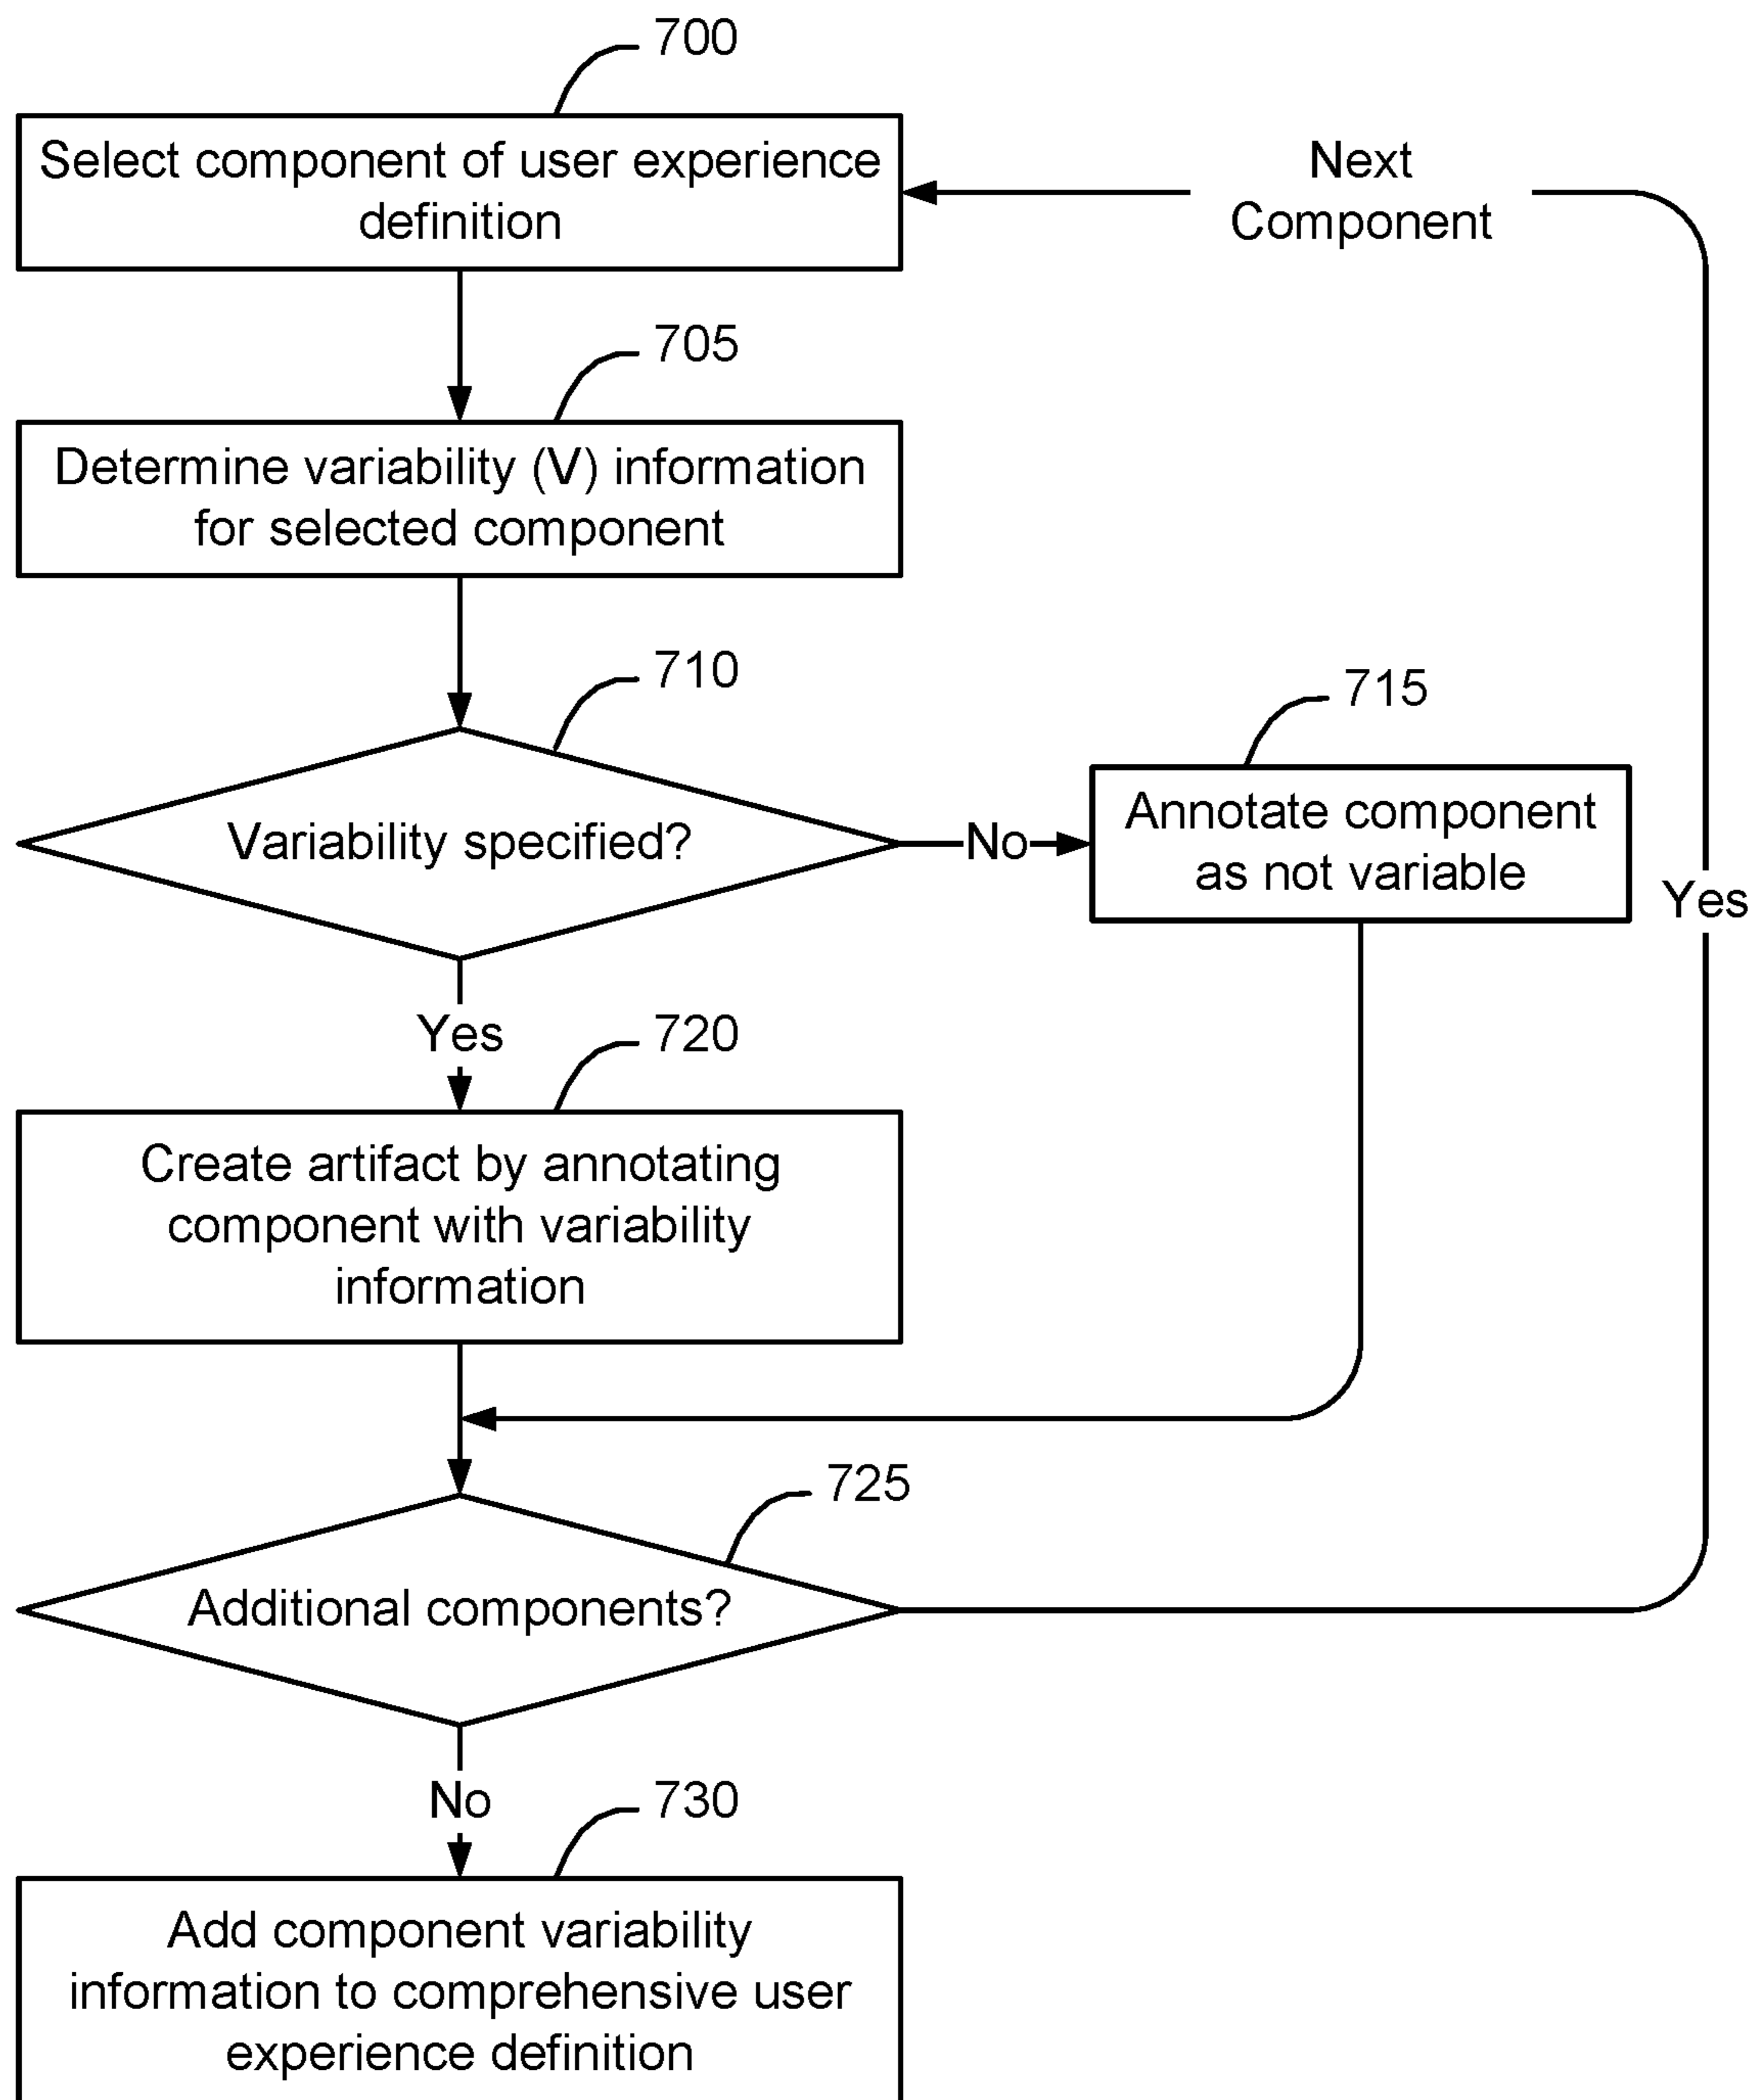 700
Select component of user experience
definition
Next
Component
705
Determine variability (V) information
for selected component
710
Variability specified?
No
715
Annotate component
as not variable
Yes
Yes
720
Create artifact by annotating
component with variability
information
725
Additional components?
No
730
Add component variability
information to comprehensive user
experience definition